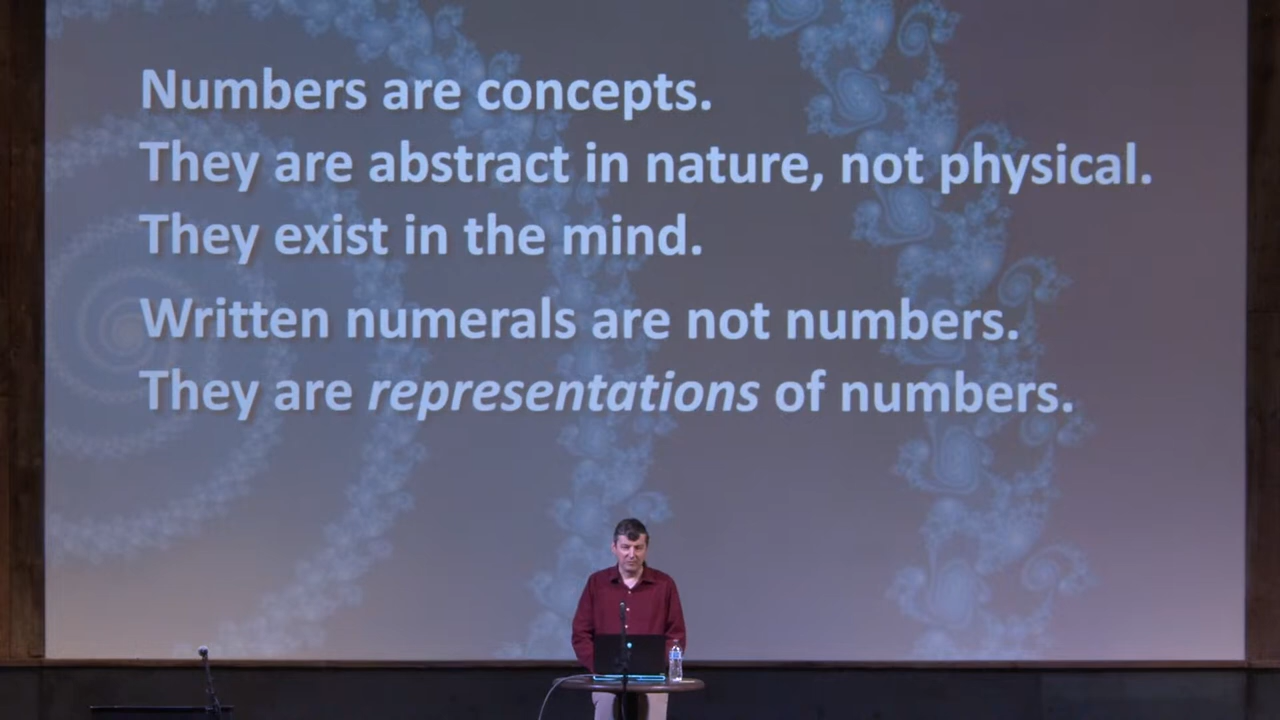 Numbers are concepts.
They are abstract in nature, not physical.
They exist in the mind.
Written numerals are not numbers.
They are representations of numbers.